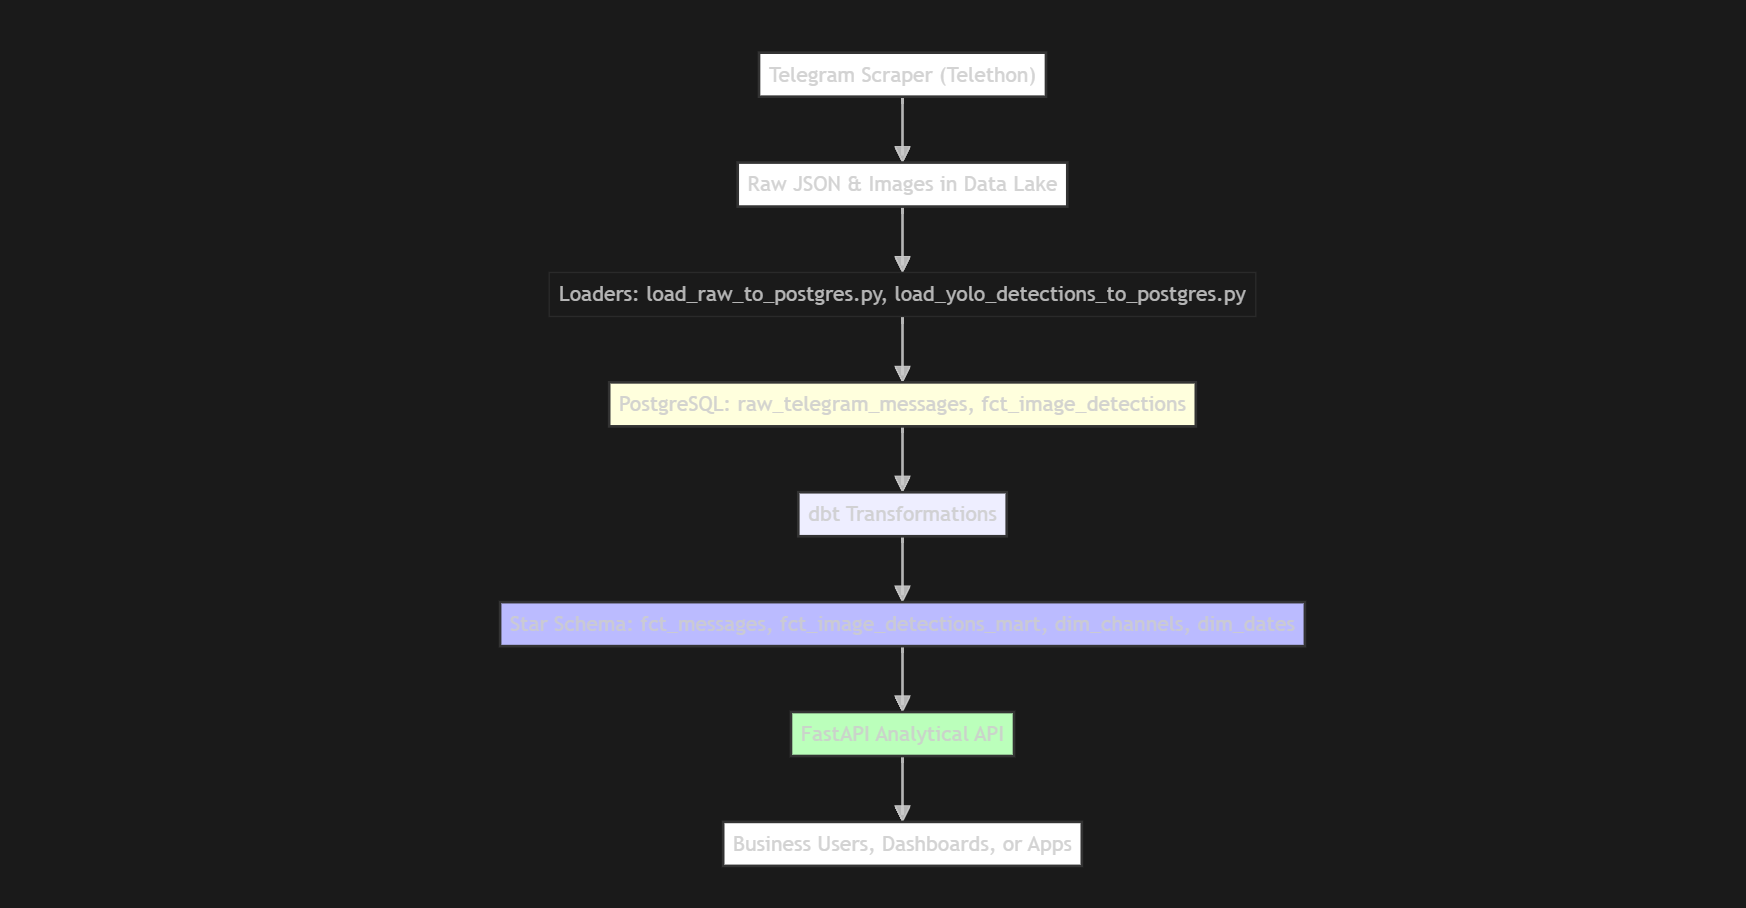 Telegram Scraper (Telethon)
Raw JSON & Images in Data Lake
Loaders: load_raw_to_postgres.py, load_yolo_detections_to_postgres.py
PostgreSQL: raw_telegram_messages, fct_image_detections
dbt Transformations
Star Schema: fct_messages, fct_image_detections_mart, dim_channels, dim_dates
FastAPI Analytical API
Business Users, Dashboards, or Apps